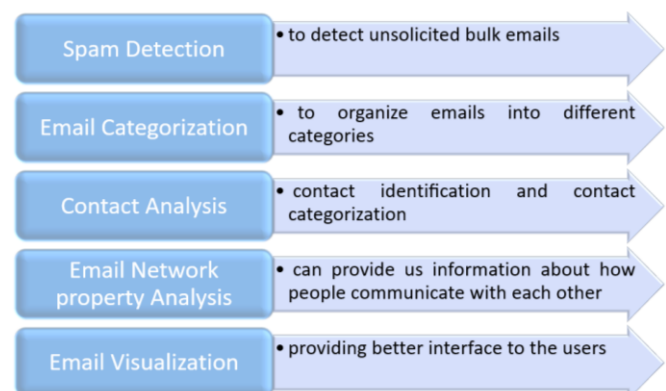 Spam Detection
• to detect unsolicited bulk emails
Email Categorization
• to organize emails into different
categories
Contact Analysis
• contact identification and contact
categorization
Email Network
property Analysis
• can provide us information about how
people communicate with each other
Email Visualization
• providing better interface to the users